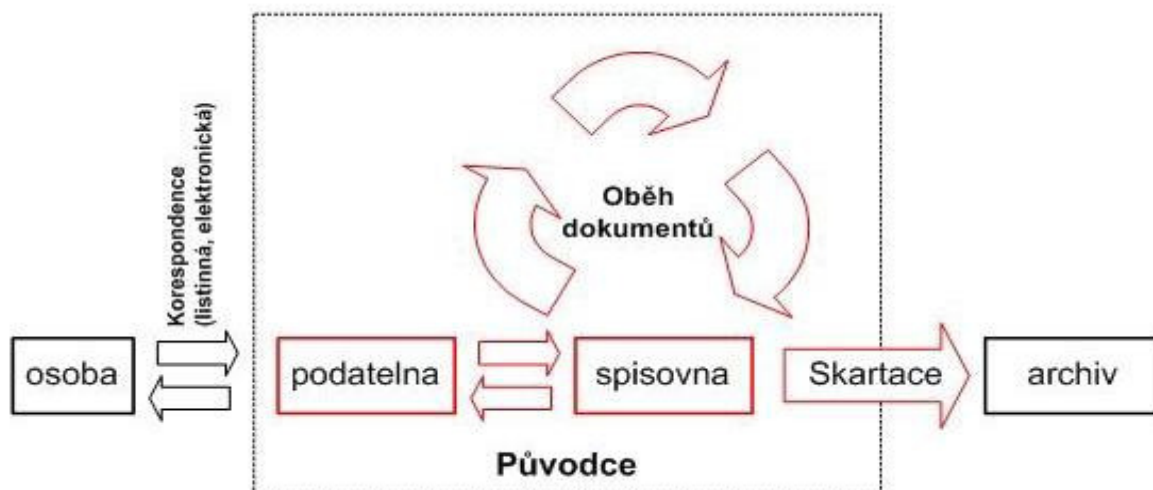 Korespondence
(listinná, elektronická)
Oběh
dokumentů
osoba
podatelna
spisovna
Skartace
archiv
Původce